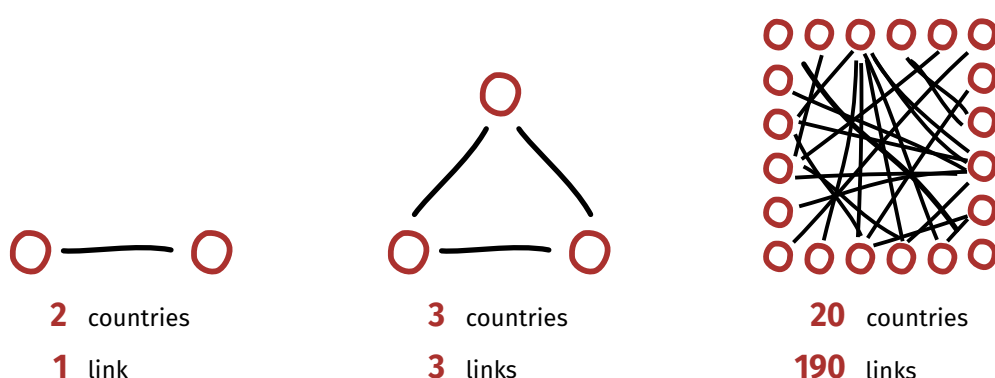 2 countries
1 link
3 countries
3 links
20 countries
190 links